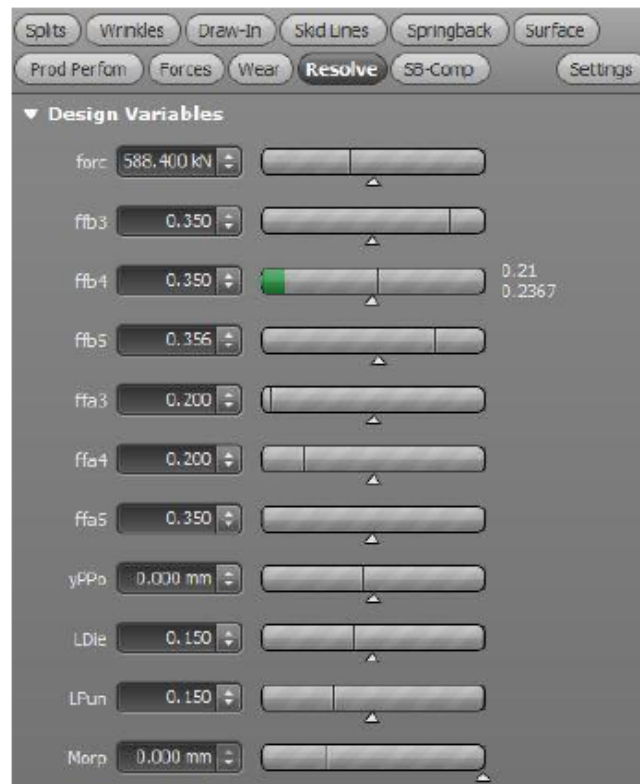 Splits Wrinkles Draw-In Skid Lines Springback Surface
Prod Perfom Forces Wear Resolve SB-Comp Settings
▼ Design Variables
forc 588.400 kN
ffb3 0.350
ffb4 0.350 0.21
0.2367
ffb5 0.356
ffa3 0.200
ffa4 0.200
ffa5 0.350
yPPo 0.000 mm
LDie 0.150
LPun 0.150
Morp 0.000 mm